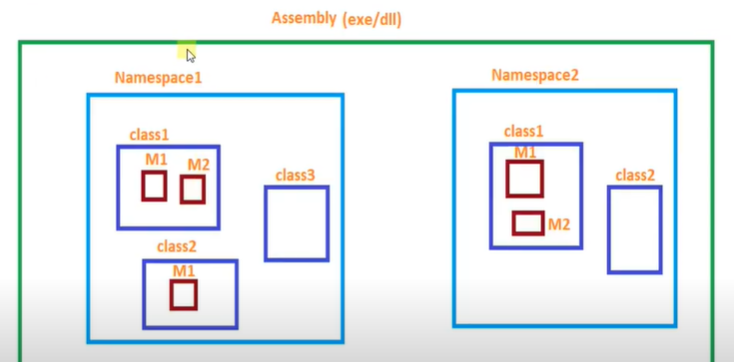 Assembly (exe/dll)
Namespace1
Namespace2
class1
M1
M2
class3
class2
M1
class1
M1
M2
class2